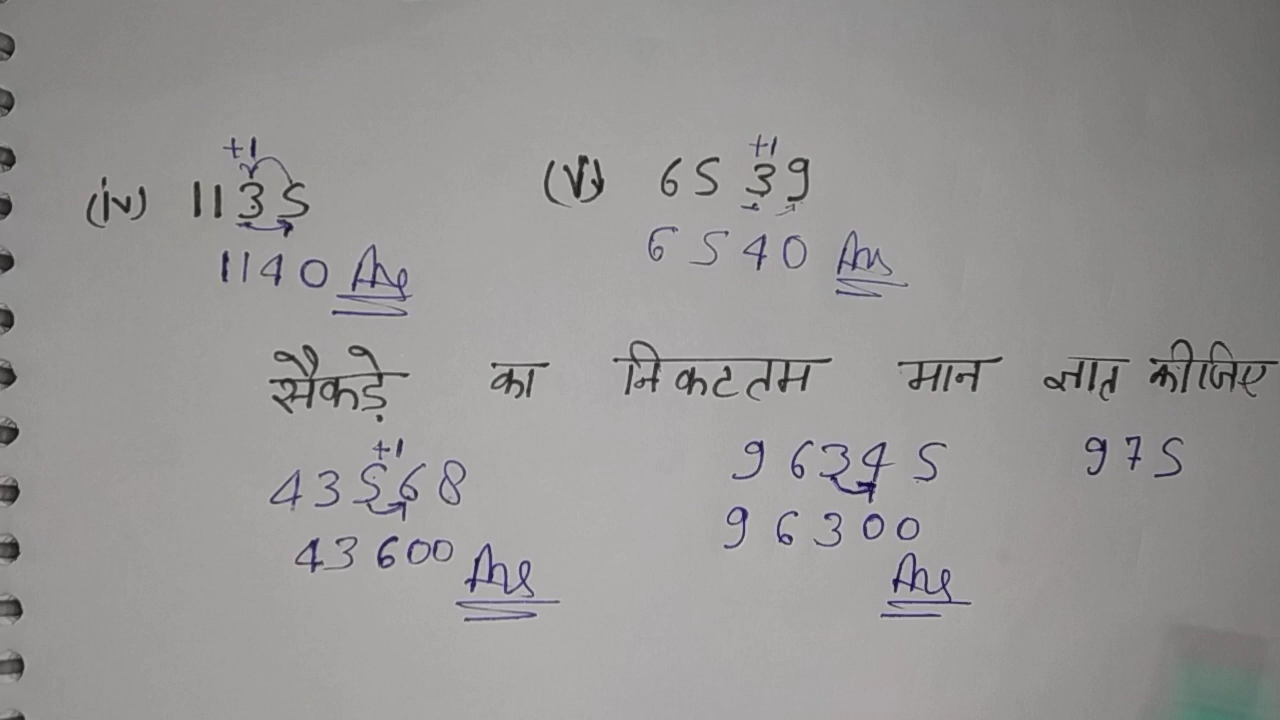 +1 +1
(iv) 1135 (v) 6539
1140 Ans 6540 Ans
सैकड़े का निकटतम मान ज्ञात कीजिए
+1
43568 96345 975
43600 Ans 96300
Ans